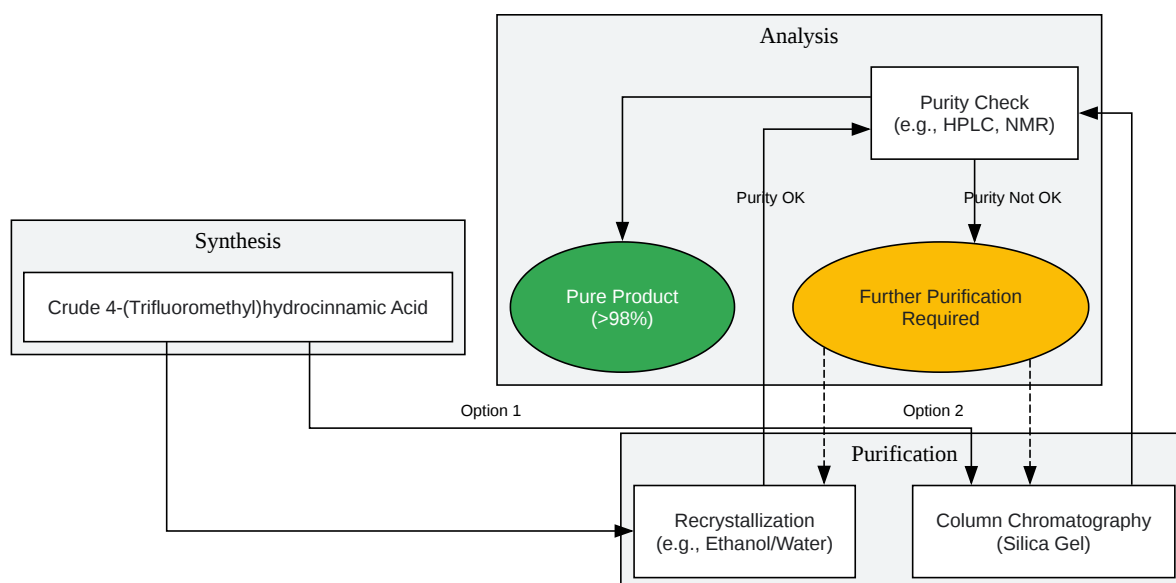 Analysis
Purity Check
(e.g., HPLC, NMR)
Purity OK
Purity Not OK
Synthesis
Crude 4-(Trifluoromethyl)hydrocinnamic Acid
Pure Product
(>98%)
Further Purification
Required
Option 1
Option 2
Purification
Recrystallization
(e.g., Ethanol/Water)
Column Chromatography
(Silica Gel)